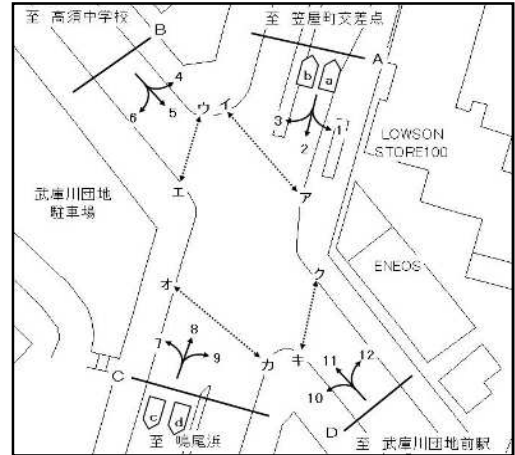 至 高須中学校
B
至 笠屋町交差点
A
b
a
4
5
6
ウ
イ
3
2
1
LOWSON
STORE100
エ
ア
武庫川団地
駐車場
ENEOS
ク
オ
7
8
9
カ
キ
11
12
10
C
c
d
D
至 鳴尾浜
至 武庫川団地前駅